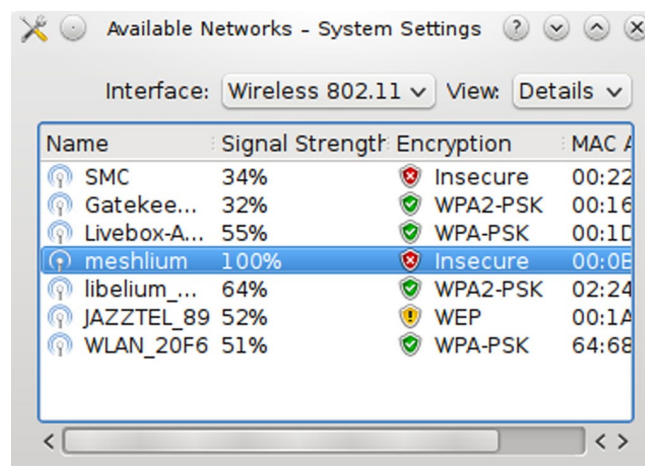 Available Networks – System Settings
Interface: Wireless 802.11 View: Details
Name Signal Strength Encryption MAC A
SMC 34% Insecure 00:22
Gatekee... 32% WPA2-PSK 00:16
Livebox-A... 55% WPA-PSK 00:1D
meshlium 100% Insecure 00:0B
libelium_... 64% WPA2-PSK 02:24
JAZZTEL_89 52% WEP 00:1A
WLAN_20F6 51% WPA-PSK 64:68